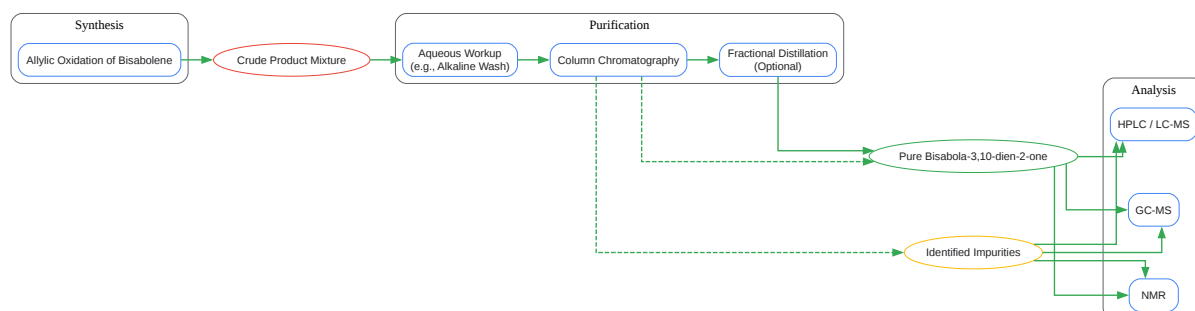 Synthesis
Allylic Oxidation of Bisabolene
Crude Product Mixture
Purification
Aqueous Workup
(e.g., Alkaline Wash)
Column Chromatography
Fractional Distillation
(Optional)
Pure Bisabola-3,10-dien-2-one
Identified Impurities
Analysis
HPLC / LC-MS
GC-MS
NMR